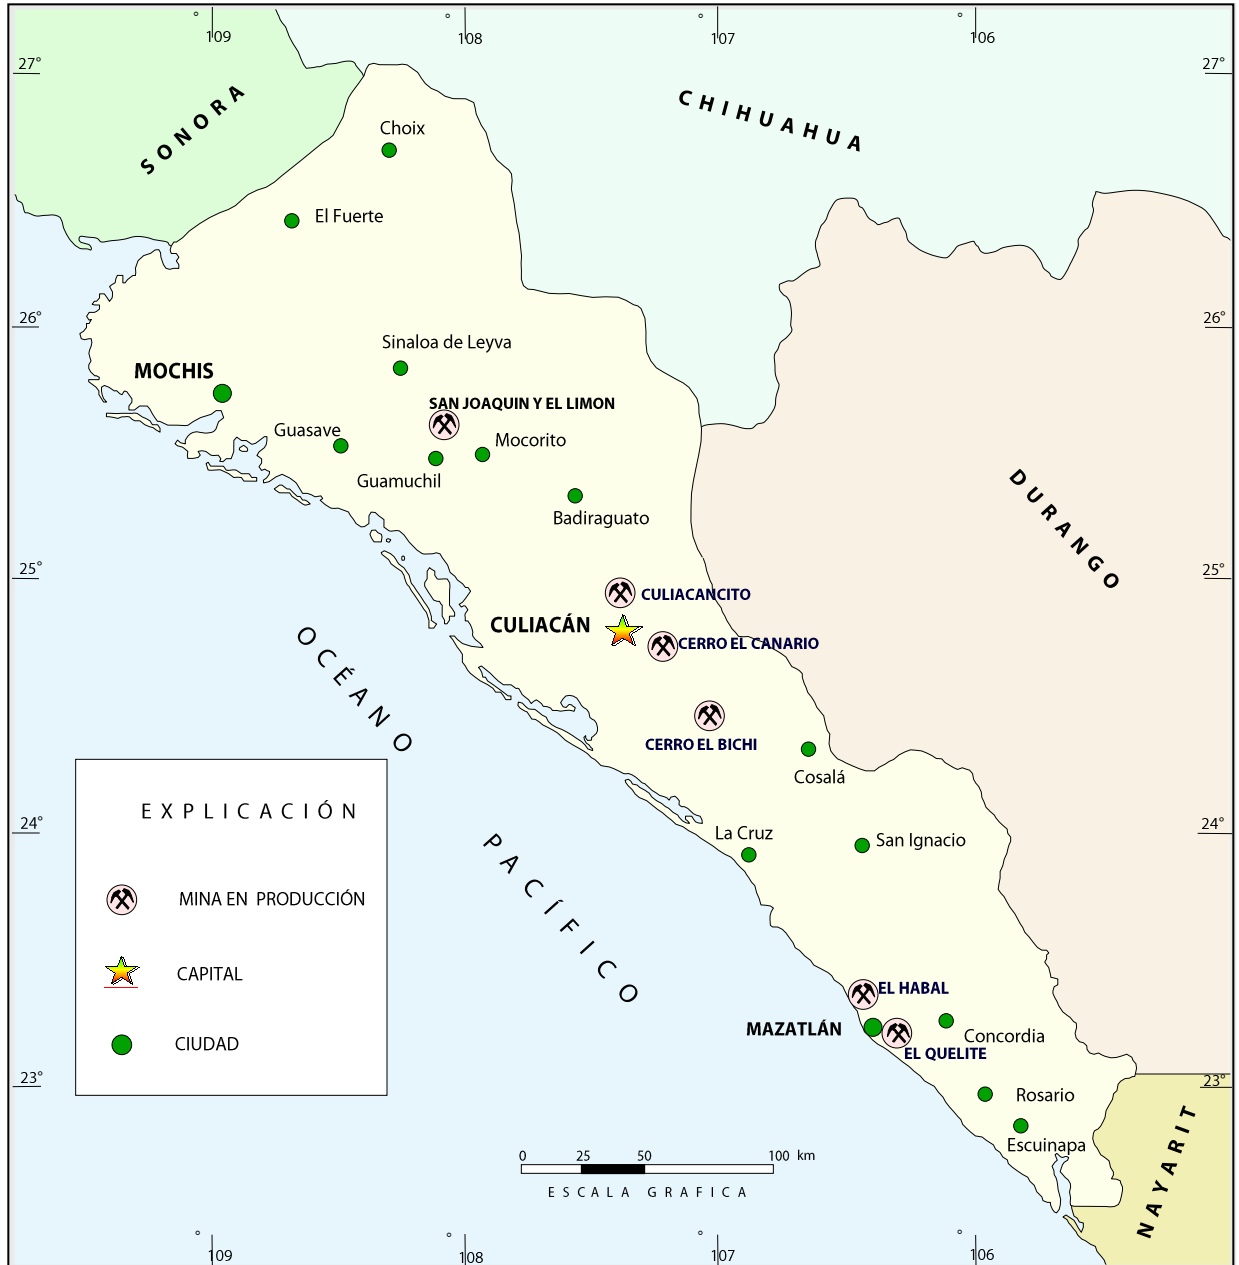 109° 108° 107° 106°
27° 27°
SONORA
CHIHUAHUA
Choix
El Fuerte
26° 26°
Sinaloa de Leyva
MOCHIS
SAN JOAQUIN Y EL LIMON
Guasave
Mocorito
Guamuchil
Badiraguato
DURANGO
25° 25°
CULIACANCITO
CULIACÁN
CERRO EL CANARIO
CERRO EL BICHI
Cosalá
OCÉANO
PACÍFICO
24° 24°
La Cruz
San Ignacio
EXPLICACIÓN
MINA EN PRODUCCIÓN
CAPITAL
CIUDAD
EL HABAL
MAZATLÁN
Concordia
EL QUELITE
23° 23°
Rosario
Escuinapa
NAYARIT
0 25 50 100 km
ESCALA GRAFICA
109° 108° 107° 106°